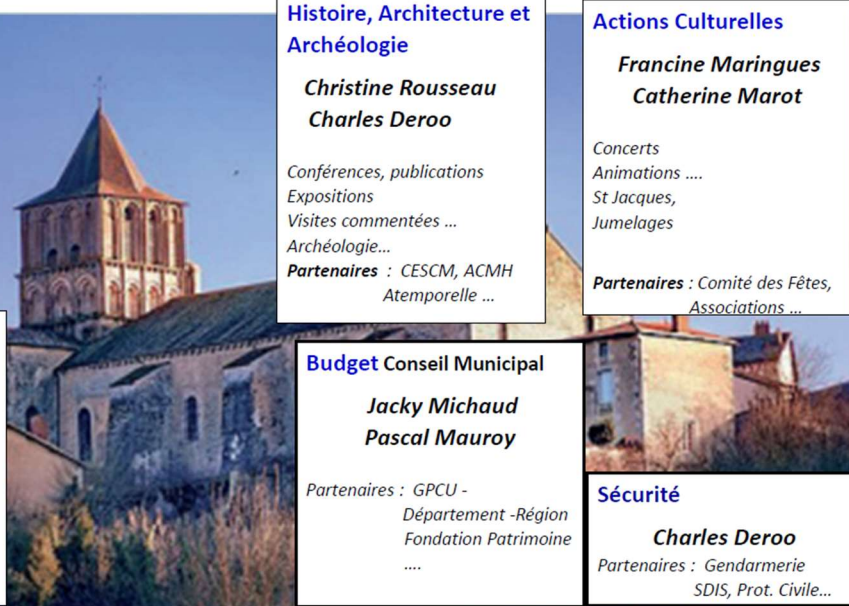 Histoire, Architecture et
Archéologie
Christine Rousseau
Charles Deroo
Conférences, publications
Expositions
Visites commentées ...
Archéologie...
Partenaires : CESCM, ACMH
Atemporelle ...
Actions Culturelles
Francine Maringues
Catherine Marot
Concerts
Animations ....
St Jacques,
Jumelages
Partenaires : Comité des Fêtes,
Associations ...
Budget Conseil Municipal
Jacky Michaud
Pascal Mauroy
Partenaires : GPCU -
Département -Région
Fondation Patrimoine
....
Sécurité
Charles Deroo
Partenaires : Gendarmerie
SDIS, Prot. Civile...